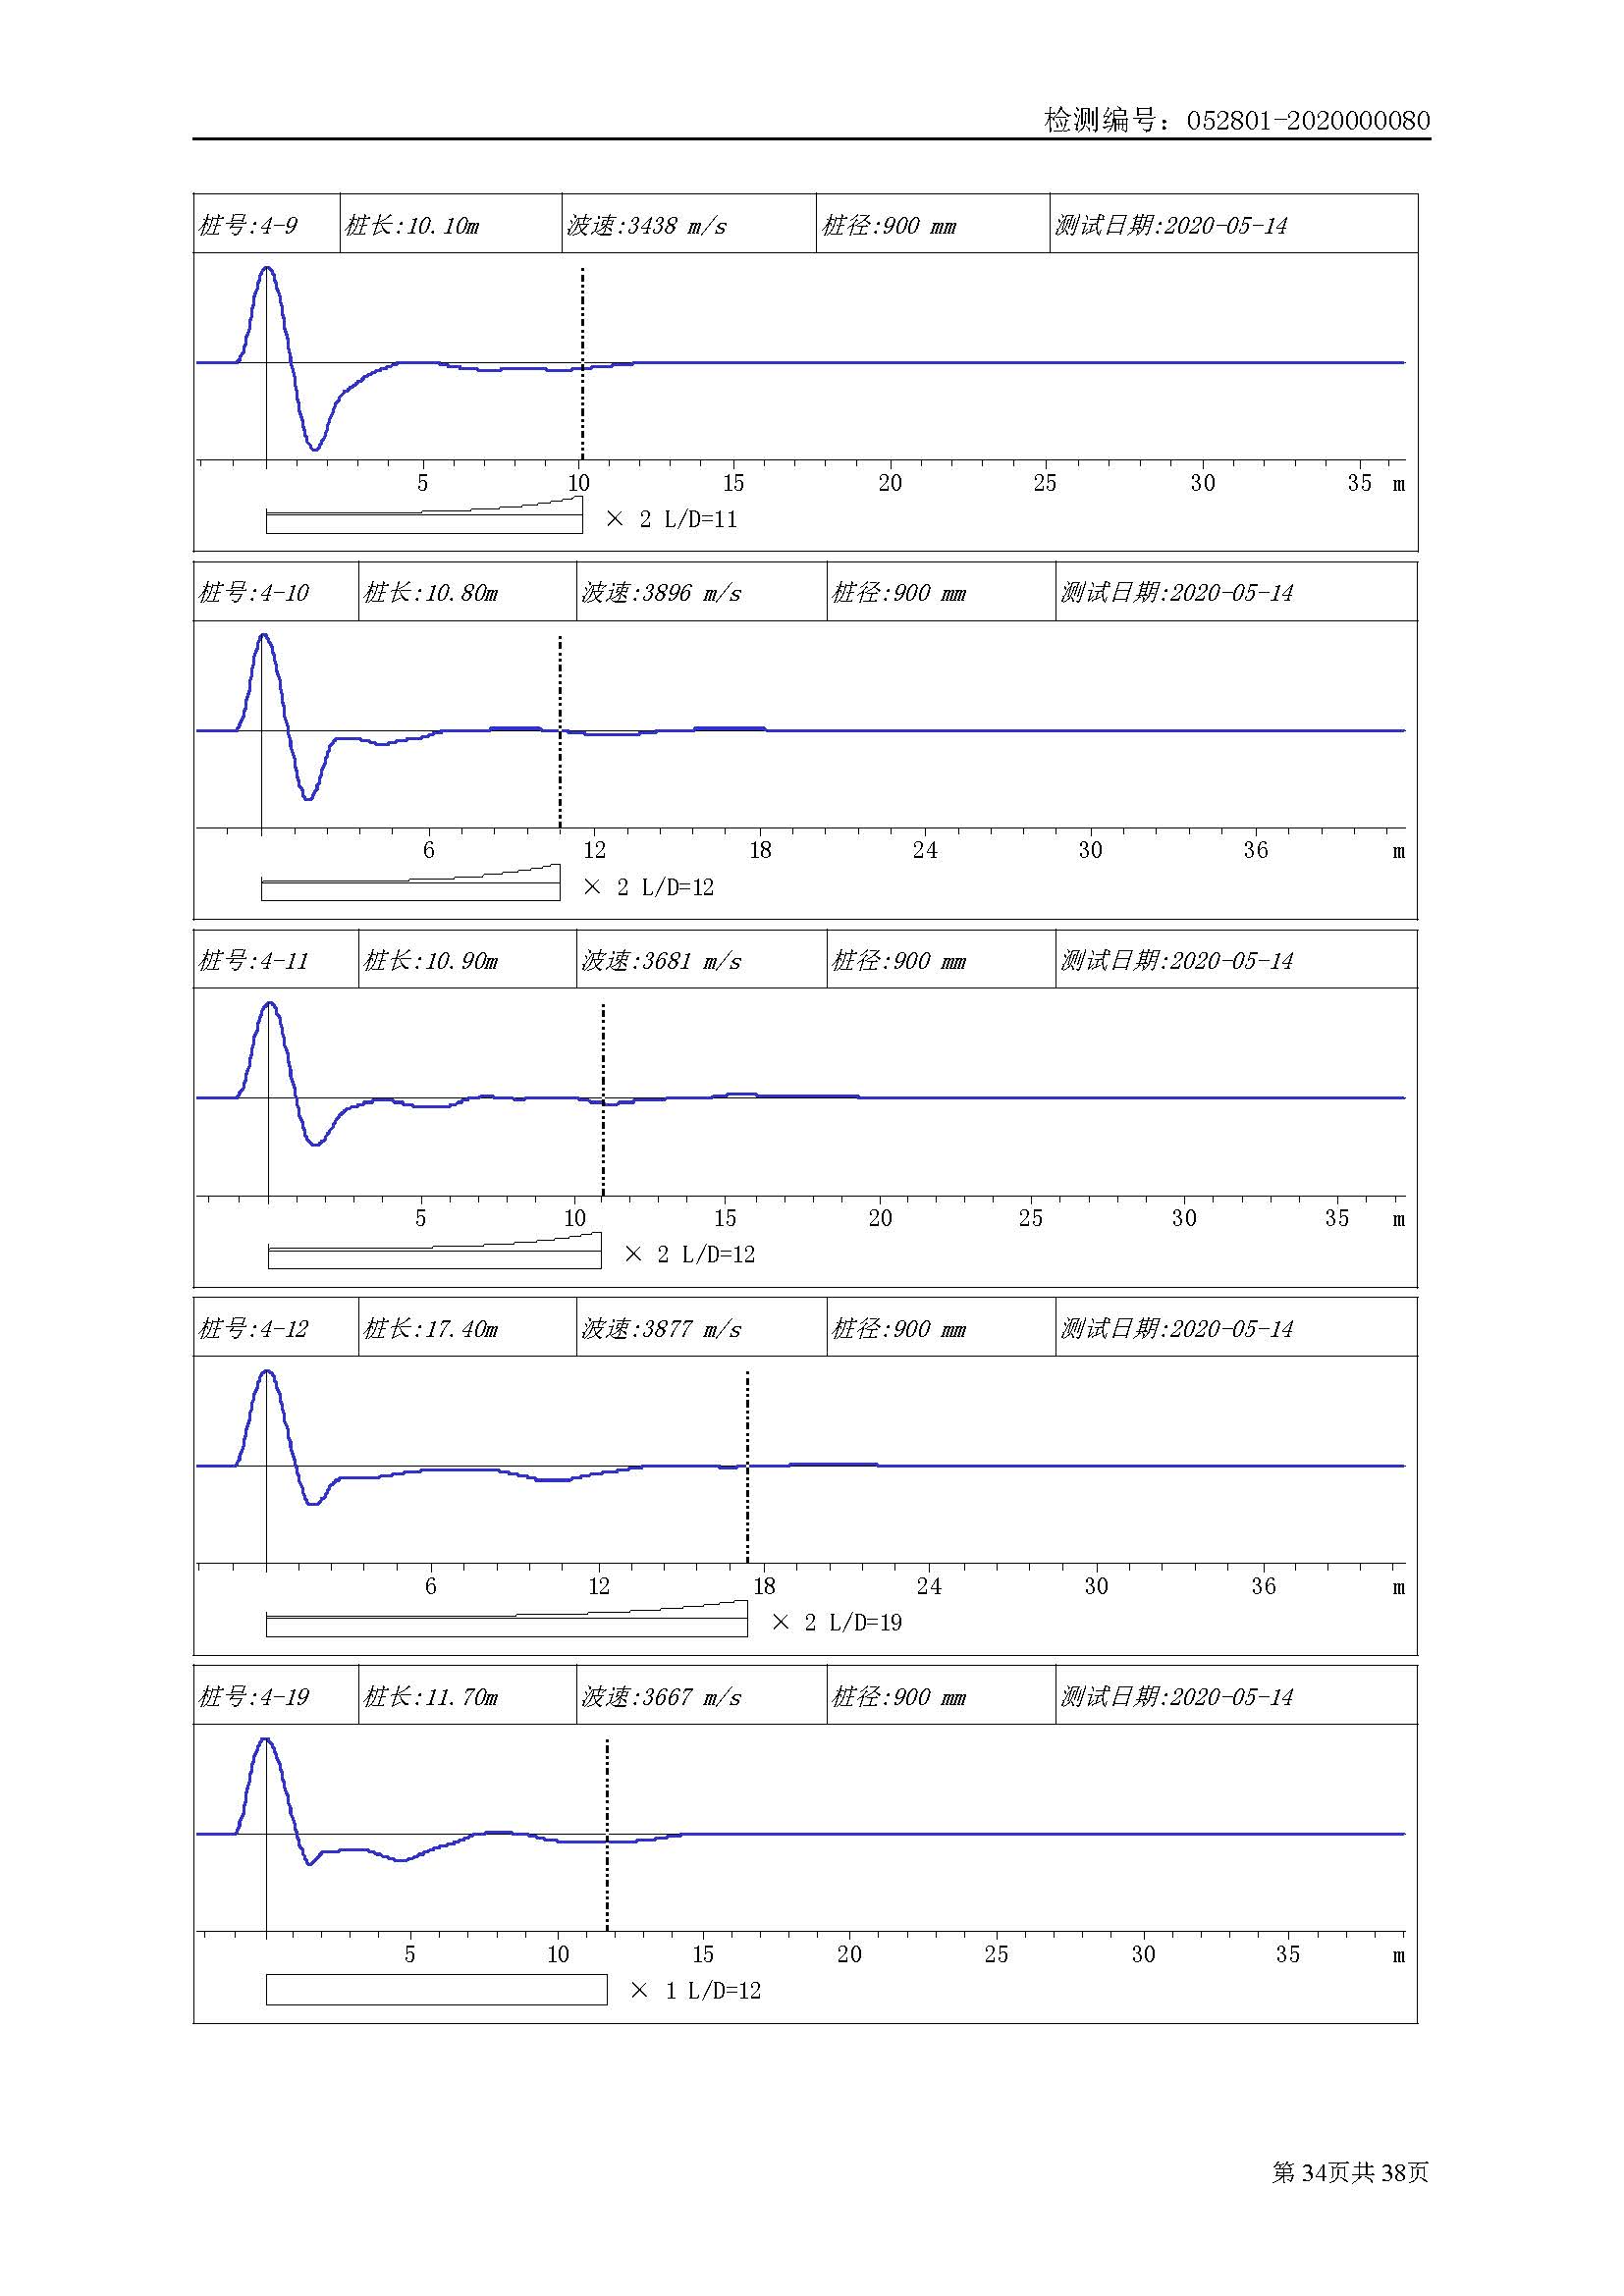 检测编号：052801-2020000080
桩号:4-9 桩长:10.10m 波速:3438 m/s 桩径:900 mm 测试日期:2020-05-14
5 10 15 20 25 30 35 m
× 2 L/D=11
桩号:4-10 桩长:10.80m 波速:3896 m/s 桩径:900 mm 测试日期:2020-05-14
6 12 18 24 30 36 m
× 2 L/D=12
桩号:4-11 桩长:10.90m 波速:3681 m/s 桩径:900 mm 测试日期:2020-05-14
5 10 15 20 25 30 35 m
× 2 L/D=12
桩号:4-12 桩长:17.40m 波速:3877 m/s 桩径:900 mm 测试日期:2020-05-14
6 12 18 24 30 36 m
× 2 L/D=19
桩号:4-19 桩长:11.70m 波速:3667 m/s 桩径:900 mm 测试日期:2020-05-14
5 10 15 20 25 30 35 m
× 1 L/D=12
第 34页共 38页